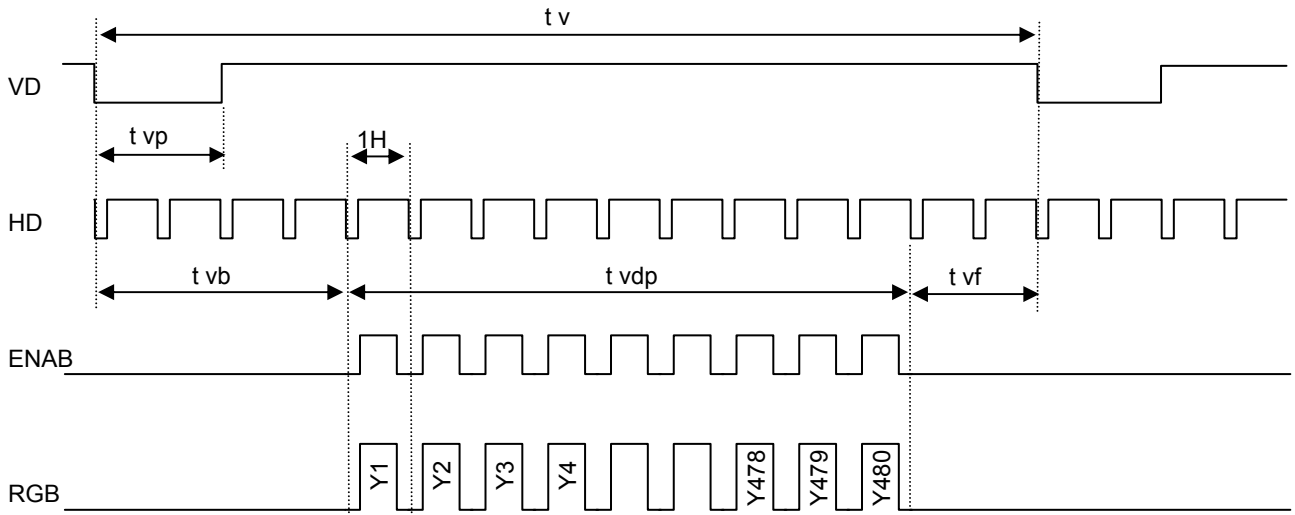 t v
VD
t vp
1H
HD
t vb
t vdp
t vf
ENAB
RGB
Y1
Y2
Y3
Y4
Y478
Y479
Y480